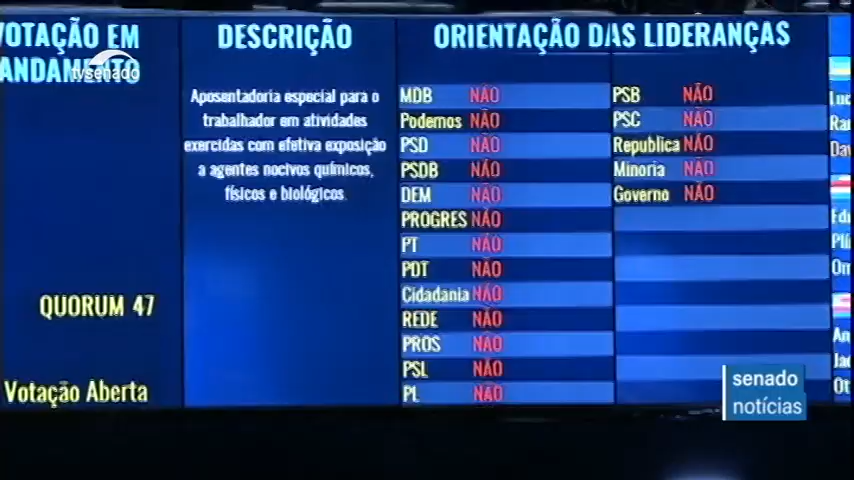 VOTAÇÃO EM
ANDAMENTO
tvsenado
QUORUM 47
Votação Aberta
DESCRIÇÃO
Aposentadoria especial para o
trabalhador em atividades
exercidas com efetiva exposição
a agentes nocivos químicos,
físicos e biológicos.
ORIENTAÇÃO DAS LIDERANÇAS
MDB NÃO
Podemos NÃO
PSD NÃO
PSDB NÃO
DEM NÃO
PROGRES NÃO
PT NÃO
PDT NÃO
Cidadania NÃO
REDE NÃO
PROS NÃO
PSL NÃO
PL NÃO
PSB NÃO
PSC NÃO
Republica NÃO
Minoria NÃO
Governo NÃO
senado
notícias